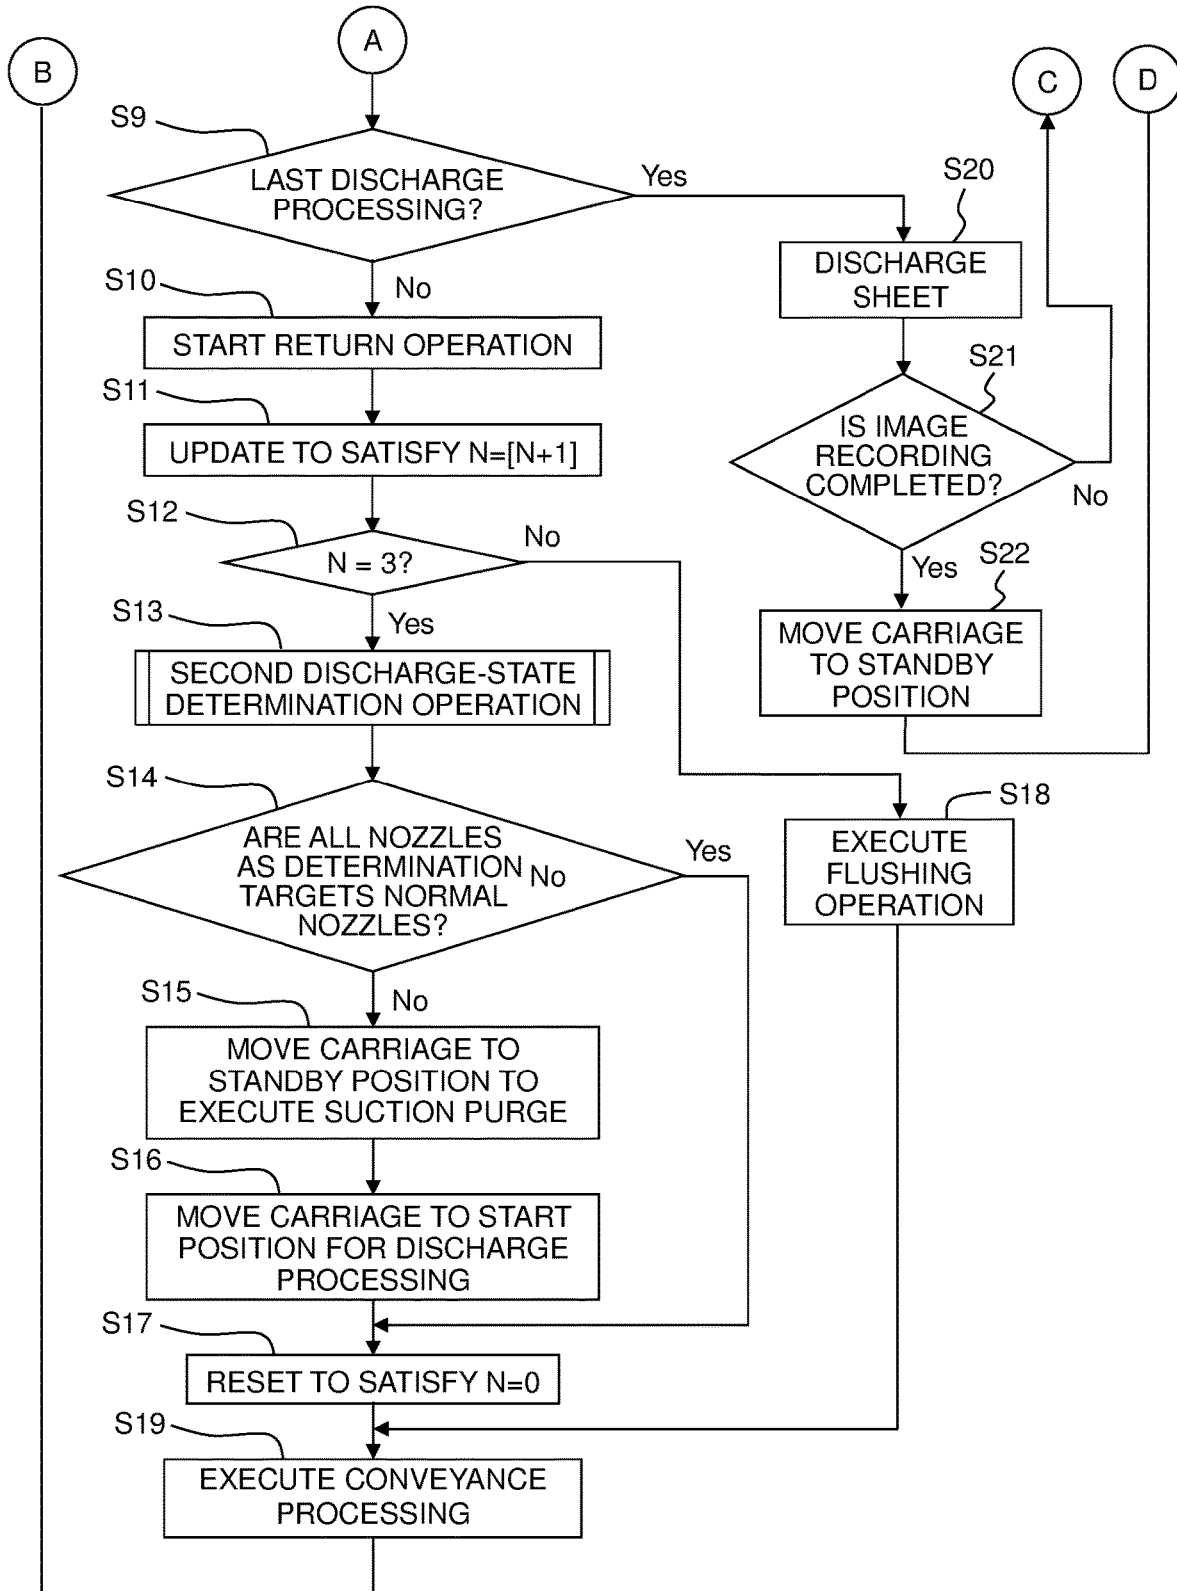 A
B
C
D
S9
LAST DISCHARGE
PROCESSING?
Yes
No
S20
DISCHARGE
SHEET
S10
START RETURN OPERATION
S11
UPDATE TO SATISFY N=[N+1]
S21
IS IMAGE
RECORDING
COMPLETED?
No
Yes
S12
N = 3?
No
Yes
S22
MOVE CARRIAGE
TO STANDBY
POSITION
S13
SECOND DISCHARGE-STATE
DETERMINATION OPERATION
S14
ARE ALL NOZZLES
AS DETERMINATION No
TARGETS NORMAL
NOZZLES?
Yes
No
S18
EXECUTE
FLUSHING
OPERATION
S15
MOVE CARRIAGE TO
STANDBY POSITION TO
EXECUTE SUCTION PURGE
S16
MOVE CARRIAGE TO START
POSITION FOR DISCHARGE
PROCESSING
S17
RESET TO SATISFY N=0
S19
EXECUTE CONVEYANCE
PROCESSING